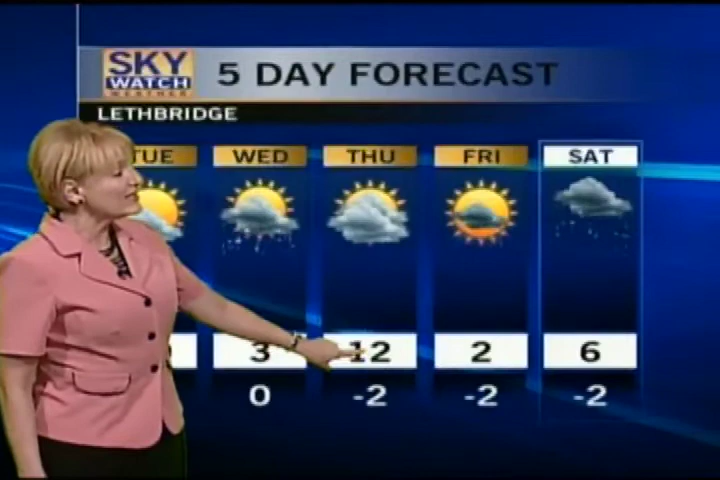 SKY
WATCH
WEATHER
5 DAY FORECAST
LETHBRIDGE
TUE WED THU FRI SAT
3 12 2 6
0 -2 -2 -2